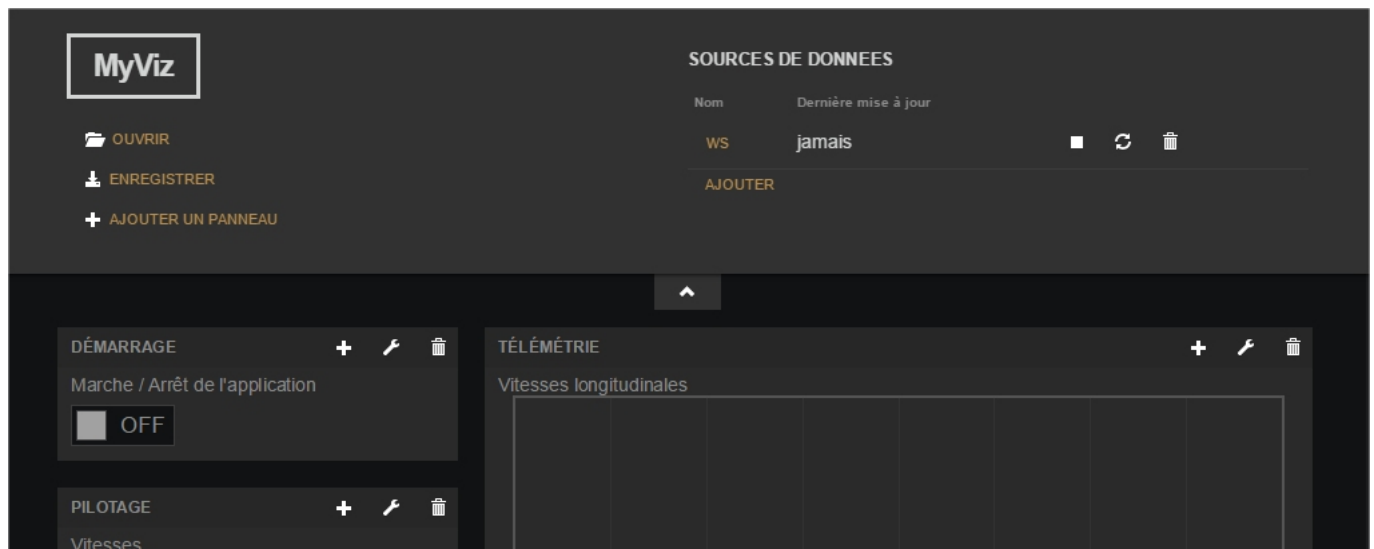 MyViz
OUVRIR
ENREGISTRER
AJOUTER UN PANNEAU
SOURCES DE DONNEES
Nom Dernière mise à jour
WS jamais
AJOUTER
DÉMARRAGE
Marche / Arrêt de l'application
OFF
PILOTAGE
Vitesses
TÉLÉMÉTRIE
Vitesses longitudinales